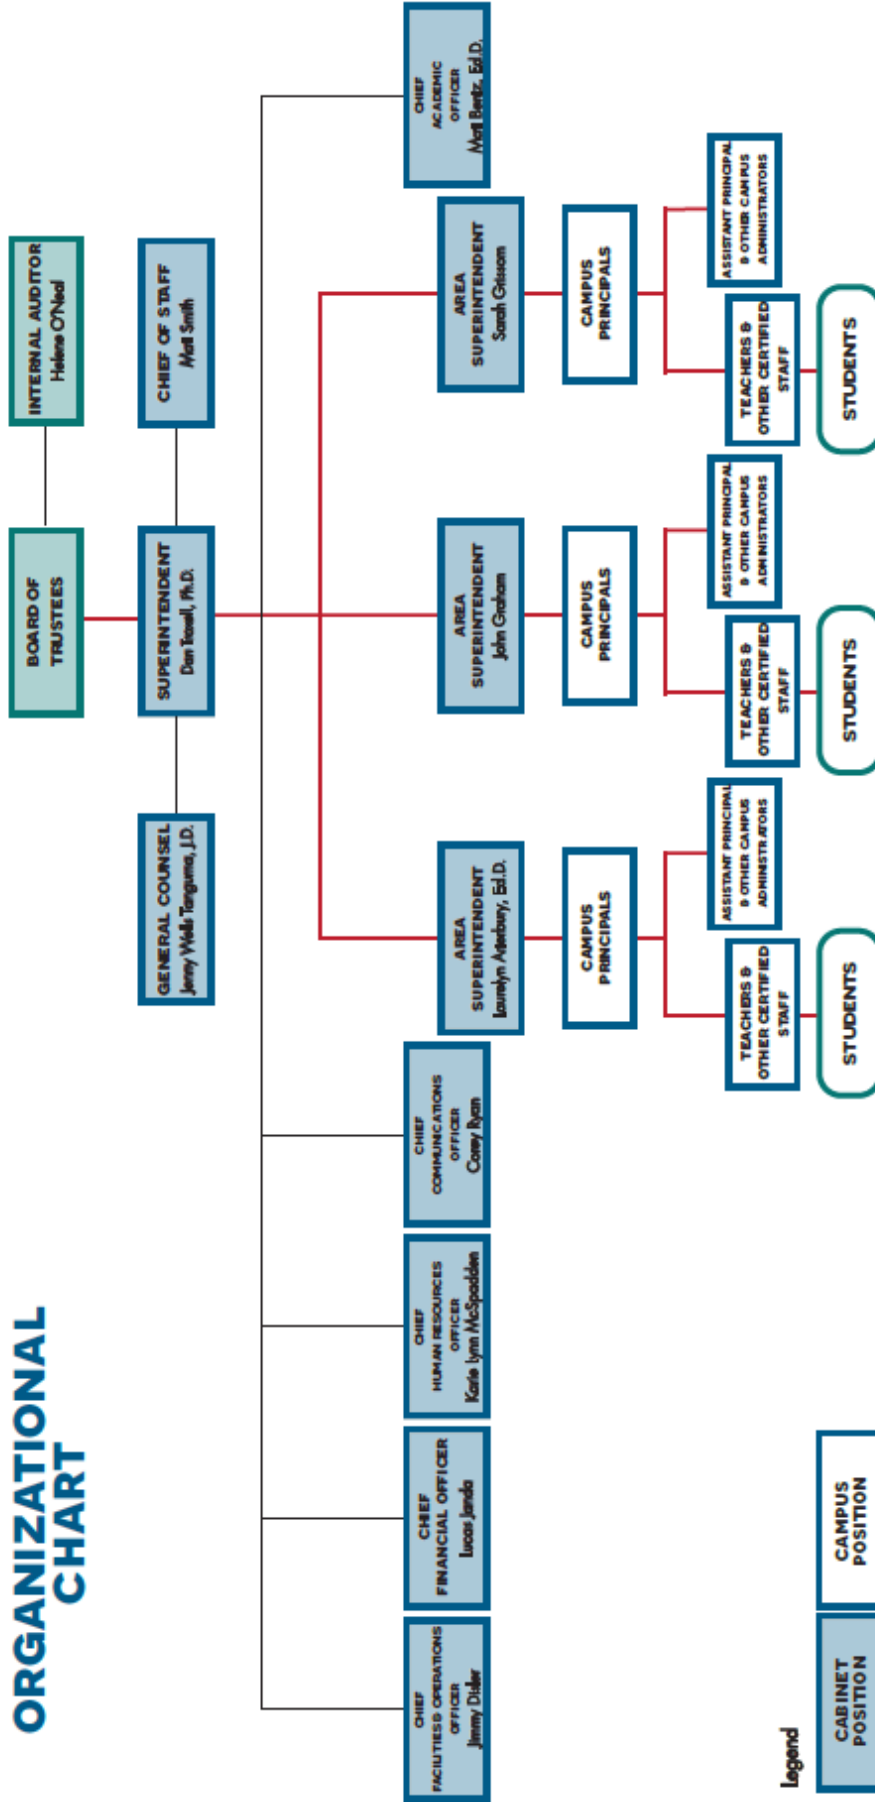 ORGANIZATIONAL
CHART
BOARD OF
TRUSTEES
INTERNAL AUDITOR
Helene O'Neal
GENERAL COUNSEL
Jenny Wells Tanguma, J.D.
SUPERINTENDENT
Dan Troxell, Ph.D.
CHIEF OF STAFF
Matt Smith
CHIEF
FACILITIES & OPERATIONS
OFFICER
Jimmy Disler
CHIEF
FINANCIAL OFFICER
Lucas Janda
CHIEF
HUMAN RESOURCES
OFFICER
Karie Lynn McSpadden
CHIEF
COMMUNICATIONS
OFFICER
Corey Ryan
AREA
SUPERINTENDENT
Laurelyn Arterbury, Ed.D.
AREA
SUPERINTENDENT
John Graham
AREA
SUPERINTENDENT
Sarah Grissom
CHIEF
ACADEMIC
OFFICER
Matt Bentz, Ed.D.
CAMPUS
PRINCIPALS
CAMPUS
PRINCIPALS
CAMPUS
PRINCIPALS
TEACHERS &
OTHER CERTIFIED
STAFF
ASSISTANT PRINCIPAL
& OTHER CAMPUS
ADMINISTRATORS
TEACHERS &
OTHER CERTIFIED
STAFF
ASSISTANT PRINCIPAL
& OTHER CAMPUS
ADMINISTRATORS
TEACHERS &
OTHER CERTIFIED
STAFF
ASSISTANT PRINCIPAL
& OTHER CAMPUS
ADMINISTRATORS
STUDENTS
STUDENTS
STUDENTS
Legend
CABINET
POSITION
CAMPUS
POSITION